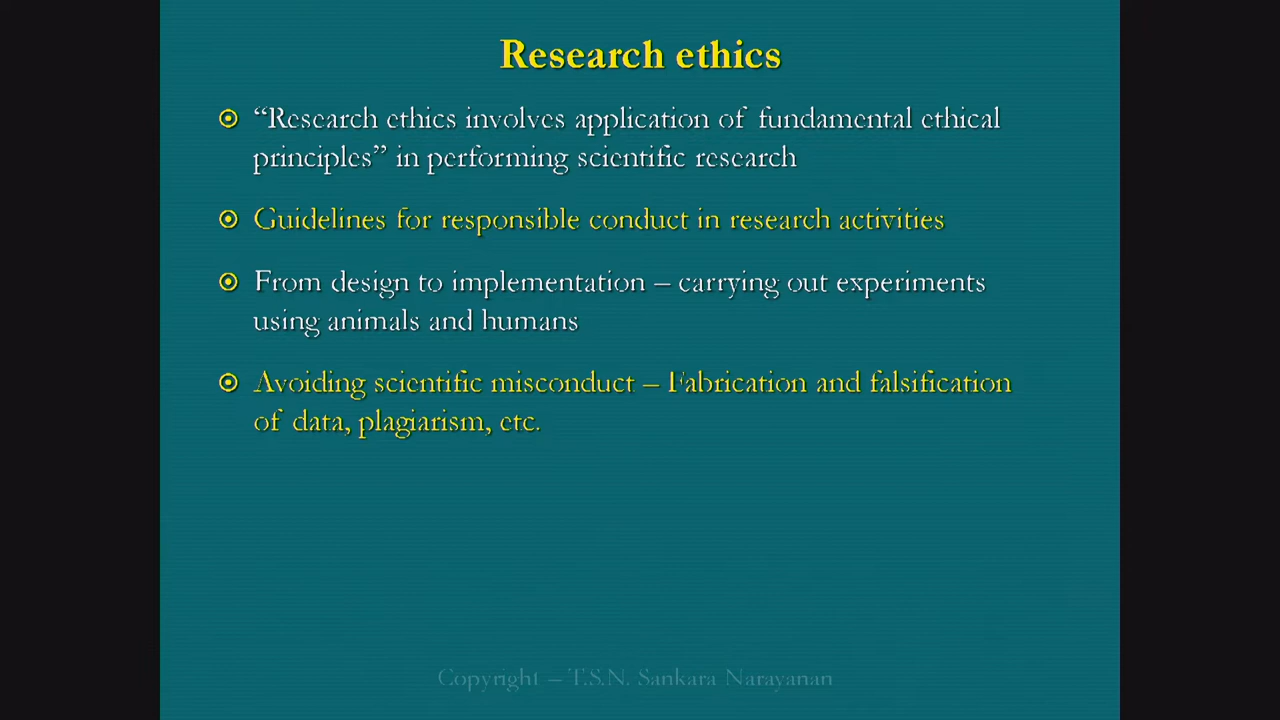 Research ethics
“Research ethics involves application of fundamental ethical
principles” in performing scientific research
Guidelines for responsible conduct in research activities
From design to implementation – carrying out experiments
using animals and humans
Avoiding scientific misconduct – Fabrication and falsification
of data, plagiarism, etc.
Copyright – T.S.N. Sankara Narayanan